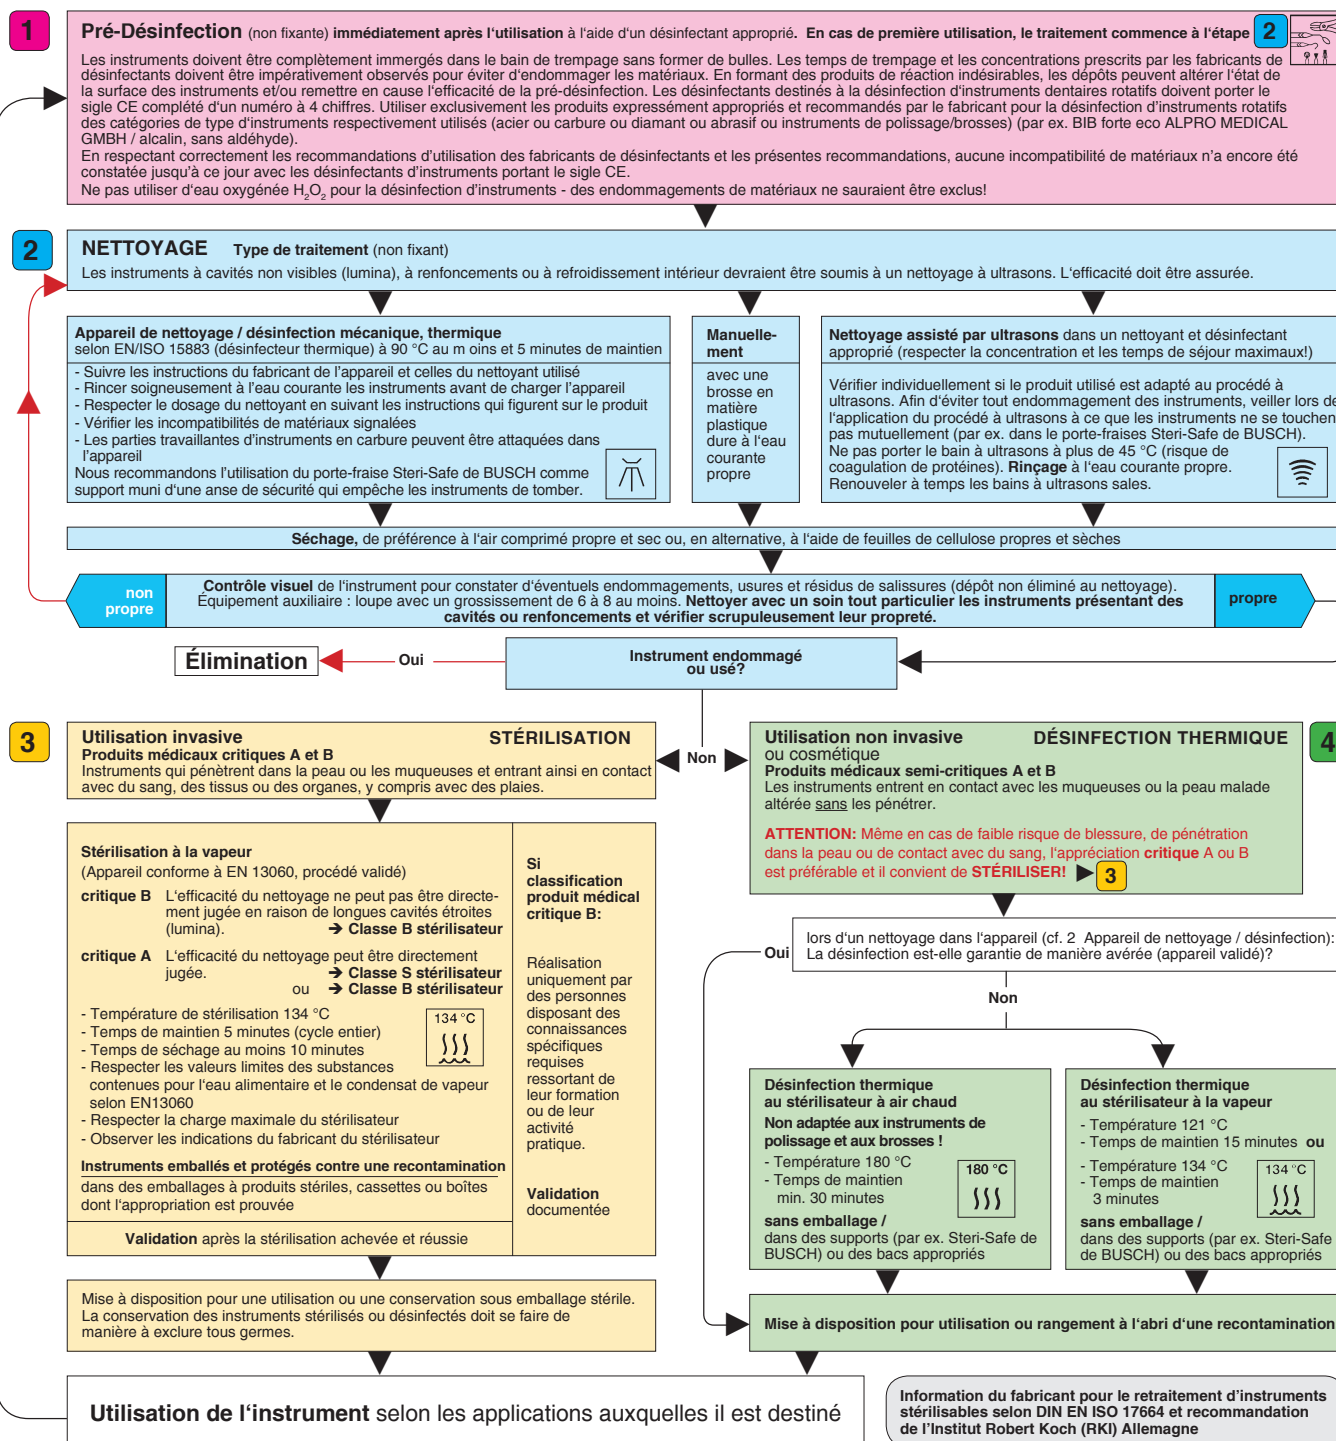 1
Pré-Désinfection (non fixante) immédiatement après l'utilisation à l'aide d'un désinfectant approprié. En cas de première utilisation, le traitement commence à l'étape 2
Les instruments doivent être complètement immergés dans le bain de trempage sans former de bulles. Les temps de trempage et les concentrations prescrits par les fabricants de
désinfectants doivent être impérativement observés pour éviter d'endommager les matériaux. En formant des produits de réaction indésirables, les dépôts peuvent altérer l'état de
la surface des instruments et/ou remettre en cause l'efficacité de la pré-désinfection. Les désinfectants destinés à la désinfection d'instruments dentaires rotatifs doivent porter le
sigle CE complété d'un numéro à 4 chiffres. Utiliser exclusivement les produits expressément appropriés et recommandés par le fabricant pour la désinfection d'instruments rotatifs
des catégories de type d'instruments respectivement utilisés (acier ou carbure ou diamant ou abrasif ou instruments de polissage/brosses) (par ex. BIB forte eco ALPRO MEDICAL
GMBH / alcalin, sans aldéhyde).
En respectant correctement les recommandations d'utilisation des fabricants de désinfectants et les présentes recommandations, aucune incompatibilité de matériaux n'a encore été
constatée jusqu'à ce jour avec les désinfectants d'instruments portant le sigle CE.
Ne pas utiliser d'eau oxygénée H2O2 pour la désinfection d'instruments - des endommagements de matériaux ne sauraient être exclus!
2
NETTOYAGE Type de traitement (non fixant)
Les instruments à cavités non visibles (lumina), à renfoncements ou à refroidissement intérieur devraient être soumis à un nettoyage à ultrasons. L'efficacité doit être assurée.
Appareil de nettoyage / désinfection mécanique, thermique
selon EN/ISO 15883 (désinfecteur thermique) à 90 °C au m oins et 5 minutes de maintien
- Suivre les instructions du fabricant de l'appareil et celles du nettoyant utilisé
- Rincer soigneusement à l'eau courante les instruments avant de charger l'appareil
- Respecter le dosage du nettoyant en suivant les instructions qui figurent sur le produit
- Vérifier les incompatibilités de matériaux signalées
- Les parties travaillantes d'instruments en carbure peuvent être attaquées dans
l'appareil
Nous recommandons l'utilisation du porte-fraise Steri-Safe de BUSCH comme
support muni d'une anse de sécurité qui empêche les instruments de tomber.
Manuelle-
ment
avec une
brosse en
matière
plastique
dure à l'eau
courante
propre
Nettoyage assisté par ultrasons dans un nettoyant et désinfectant
approprié (respecter la concentration et les temps de séjour maximaux!)
Vérifier individuellement si le produit utilisé est adapté au procédé à
ultrasons. Afin d'éviter tout endommagement des instruments, veiller lors de
l'application du procédé à ultrasons à ce que les instruments ne se touchent
pas mutuellement (par ex. dans le porte-fraises Steri-Safe de BUSCH).
Ne pas porter le bain à ultrasons à plus de 45 °C (risque de
coagulation de protéines). Rinçage à l'eau courante propre.
Renouveler à temps les bains à ultrasons sales.
Séchage, de préférence à l'air comprimé propre et sec ou, en alternative, à l'aide de feuilles de cellulose propres et sèches
non
propre
Contrôle visuel de l'instrument pour constater d'éventuels endommagements, usures et résidus de salissures (dépôt non éliminé au nettoyage).
Équipement auxiliaire : loupe avec un grossissement de 6 à 8 au moins. Nettoyer avec un soin tout particulier les instruments présentant des
cavités ou renfoncements et vérifier scrupuleusement leur propreté.
propre
Élimination
Oui
Instrument endommagé
ou usé?
Non
3
Utilisation invasive STÉRILISATION
Produits médicaux critiques A et B
Instruments qui pénètrent dans la peau ou les muqueuses et entrant ainsi en contact
avec du sang, des tissus ou des organes, y compris avec des plaies.
Stérilisation à la vapeur
(Appareil conforme à EN 13060, procédé validé)
critique B L'efficacité du nettoyage ne peut pas être directe-
ment jugée en raison de longues cavités étroites
(lumina). ➔ Classe B stérilisateur
critique A L'efficacité du nettoyage peut être directement
jugée. ➔ Classe S stérilisateur
ou ➔ Classe B stérilisateur
- Température de stérilisation 134 °C
- Temps de maintien 5 minutes (cycle entier)
- Temps de séchage au moins 10 minutes
- Respecter les valeurs limites des substances
contenues pour l'eau alimentaire et le condensat de vapeur
selon EN13060
- Respecter la charge maximale du stérilisateur
- Observer les indications du fabricant du stérilisateur
134 °C
Instruments emballés et protégés contre une recontamination
dans des emballages à produits stériles, cassettes ou boîtes
dont l'appropriation est prouvée
Validation après la stérilisation achevée et réussie
Si
classification
produit médical
critique B:
Réalisation
uniquement par
des personnes
disposant des
connaissances
spécifiques
requises
ressortant de
leur formation
ou de leur
activité
pratique.
Validation
documentée
Mise à disposition pour une utilisation ou une conservation sous emballage stérile.
La conservation des instruments stérilisés ou désinfectés doit se faire de
manière à exclure tous germes.
4
Utilisation non invasive DÉSINFECTION THERMIQUE
ou cosmétique
Produits médicaux semi-critiques A et B
Les instruments entrent en contact avec les muqueuses ou la peau malade
altérée sans les pénétrer.
ATTENTION: Même en cas de faible risque de blessure, de pénétration
dans la peau ou de contact avec du sang, l'appréciation critique A ou B
est préférable et il convient de STÉRILISER! 3
Oui
lors d'un nettoyage dans l'appareil (cf. 2 Appareil de nettoyage / désinfection):
La désinfection est-elle garantie de manière avérée (appareil validé)?
Non
Désinfection thermique
au stérilisateur à air chaud
Non adaptée aux instruments de
polissage et aux brosses !
- Température 180 °C
- Temps de maintien
min. 30 minutes
180 °C
sans emballage /
dans des supports (par ex. Steri-Safe de
BUSCH) ou des bacs appropriés
Désinfection thermique
au stérilisateur à la vapeur
- Température 121 °C
- Temps de maintien 15 minutes ou
- Température 134 °C
- Temps de maintien
3 minutes
134 °C
sans emballage /
dans des supports (par ex. Steri-Safe
de BUSCH) ou des bacs appropriés
Mise à disposition pour utilisation ou rangement à l'abri d'une recontamination
Utilisation de l'instrument selon les applications auxquelles il est destiné
Information du fabricant pour le retraitement d'instruments
stérilisables selon DIN EN ISO 17664 et recommandation
de l'Institut Robert Koch (RKI) Allemagne